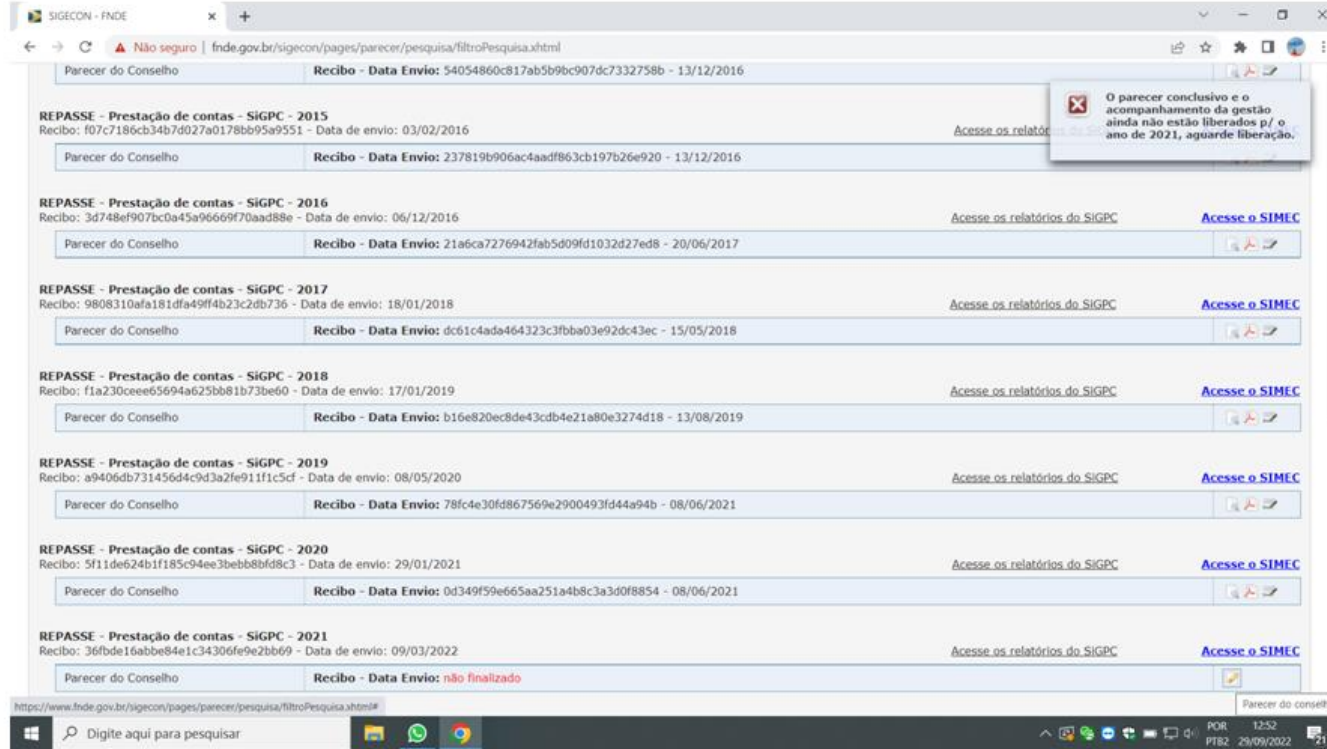 SIGECON - FNDE
Não seguro | fnde.gov.br/sigecon/pages/parecer/pesquisa/filtroPesquisa.xhtml
Parecer do Conselho Recibo - Data Envio: 54054860c817ab5b9bc907dc7332758b - 13/12/2016
O parecer conclusivo e o
acompanhamento da gestão
ainda não estão liberados p/ o
ano de 2021, aguarde liberação.
REPASSE - Prestação de contas - SiGPC - 2015
Recibo: f07c7186cb34b7d027a0178bb95a9551 - Data de envio: 03/02/2016 Acesse os
Parecer do Conselho Recibo - Data Envio: 237819b906ac4aadf863cb197b26e920 - 13/12/2016
REPASSE - Prestação de contas - SiGPC - 2016
Recibo: 3d748ef907bc0a45a96669f70aad88e - Data de envio: 06/12/2016 Acesse os relatórios do SiGPC Acesse o SIMEC
Parecer do Conselho Recibo - Data Envio: 21a6ca7276942fab5d09fd1032d27ed8 - 20/06/2017
REPASSE - Prestação de contas - SiGPC - 2017
Recibo: 9808310afa181dfa49ff4b23c2db736 - Data de envio: 18/01/2018 Acesse os relatórios do SiGPC Acesse o SIMEC
Parecer do Conselho Recibo - Data Envio: dc61c4ada464323c3fbba03e92dc43ec - 15/05/2018
REPASSE - Prestação de contas - SiGPC - 2018
Recibo: f1a230ceee65694a625bb81b73be60 - Data de envio: 17/01/2019 Acesse os relatórios do SiGPC Acesse o SIMEC
Parecer do Conselho Recibo - Data Envio: b16e820ec8de43cdb4e21a80e3274d18 - 13/08/2019
REPASSE - Prestação de contas - SiGPC - 2019
Recibo: a9406db731456d4c9d3a2fe911f1c5cf - Data de envio: 08/05/2020 Acesse os relatórios do SiGPC Acesse o SIMEC
Parecer do Conselho Recibo - Data Envio: 78fc4e30fd867569e2900493fd44a94b - 08/06/2021
REPASSE - Prestação de contas - SiGPC - 2020
Recibo: 5f11de624b1f185c94ee3bebb8bfd8c3 - Data de envio: 29/01/2021 Acesse os relatórios do SiGPC Acesse o SIMEC
Parecer do Conselho Recibo - Data Envio: 0d349f59e665aa251a4b8c3a3d0f8854 - 08/06/2021
REPASSE - Prestação de contas - SiGPC - 2021
Recibo: 36fbde16abbe84e1c34306fe9e2bb69 - Data de envio: 09/03/2022 Acesse os relatórios do SiGPC Acesse o SIMEC
Parecer do Conselho Recibo - Data Envio: não finalizado
https://www.fnde.gov.br/sigecon/pages/parecer/pesquisa/filtroPesquisa.xhtml# Parecer do conselh
Digite aqui para pesquisar POR 12:52
PTB2 29/09/2022 21